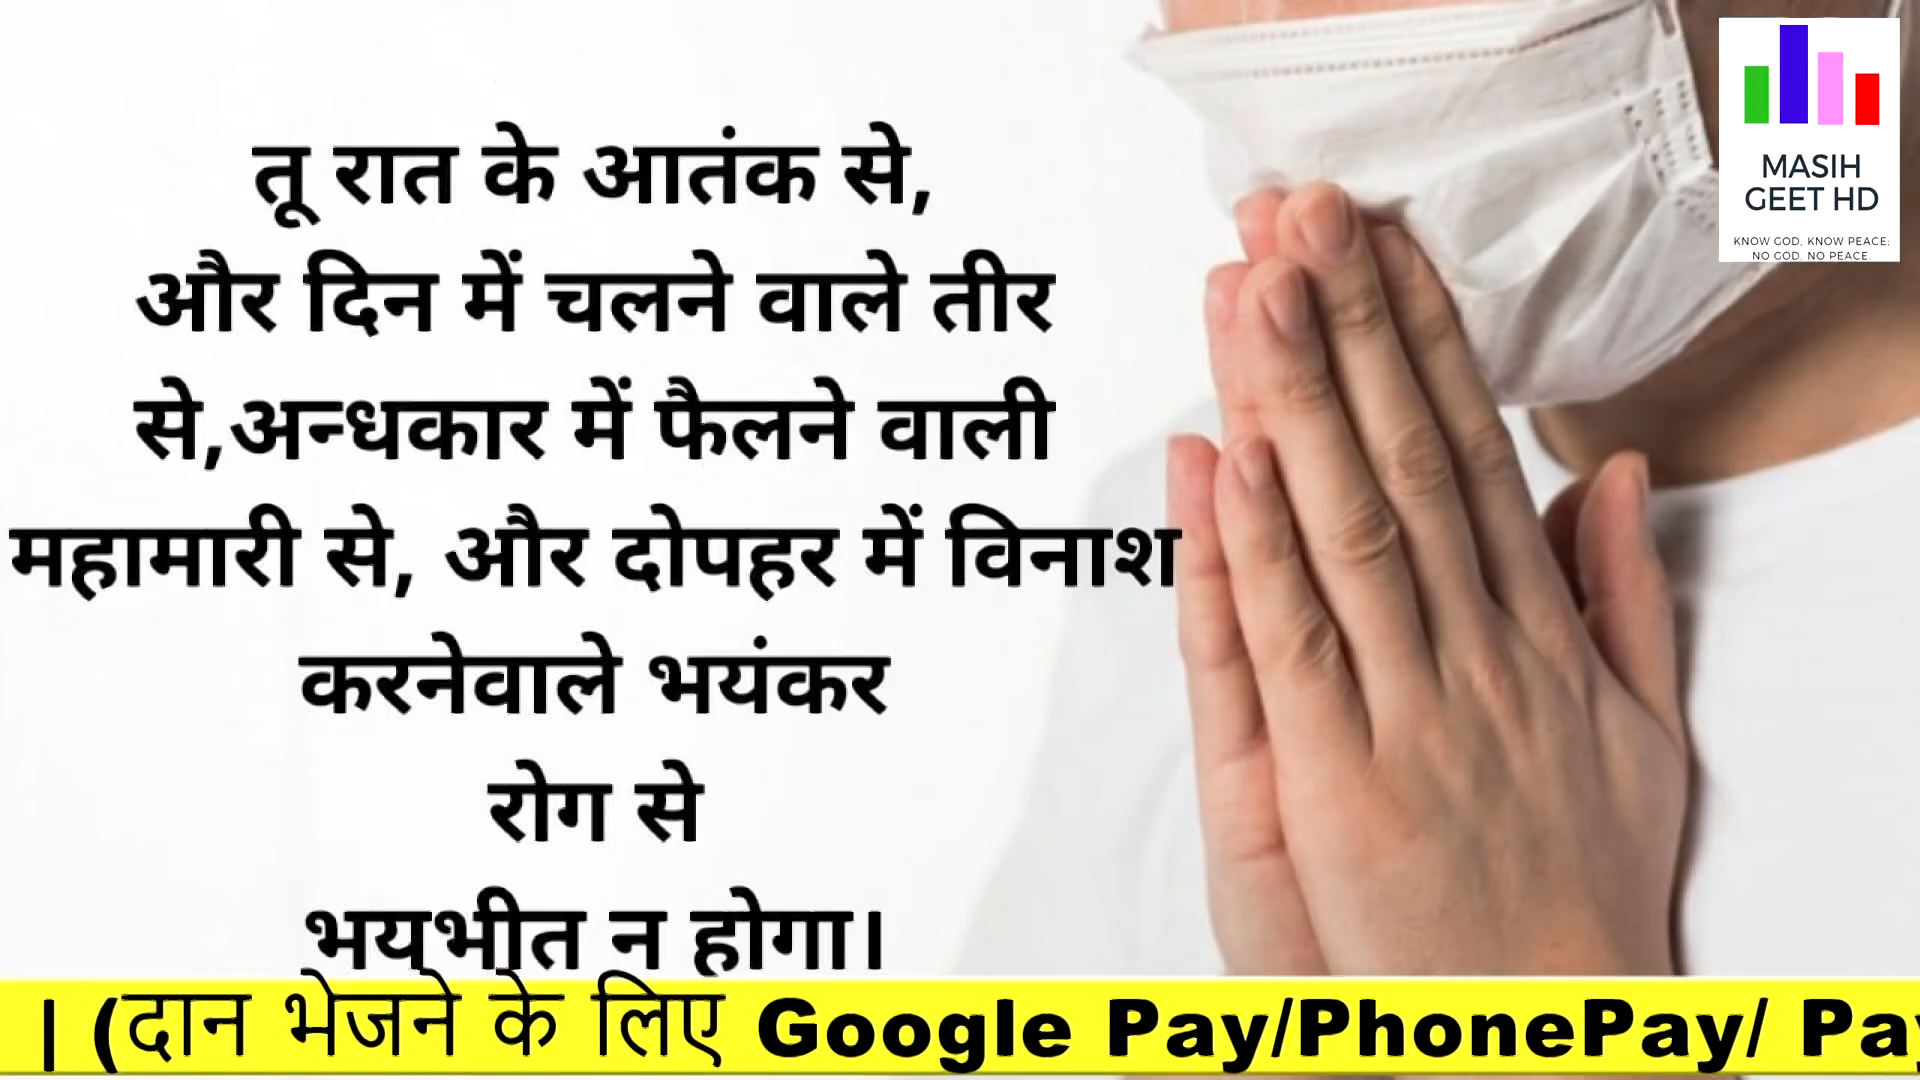 तू रात के आतंक से,
और दिन में चलने वाले तीर
से,अन्धकार में फैलने वाली
महामारी से, और दोपहर में विनाश
करनेवाले भयंकर
रोग से
भयभीत न होगा।
MASIH
GEET HD
KNOW GOD, KNOW PEACE;
NO GOD, NO PEACE.
| (दान भेजने के लिए Google Pay/PhonePay/ Pay